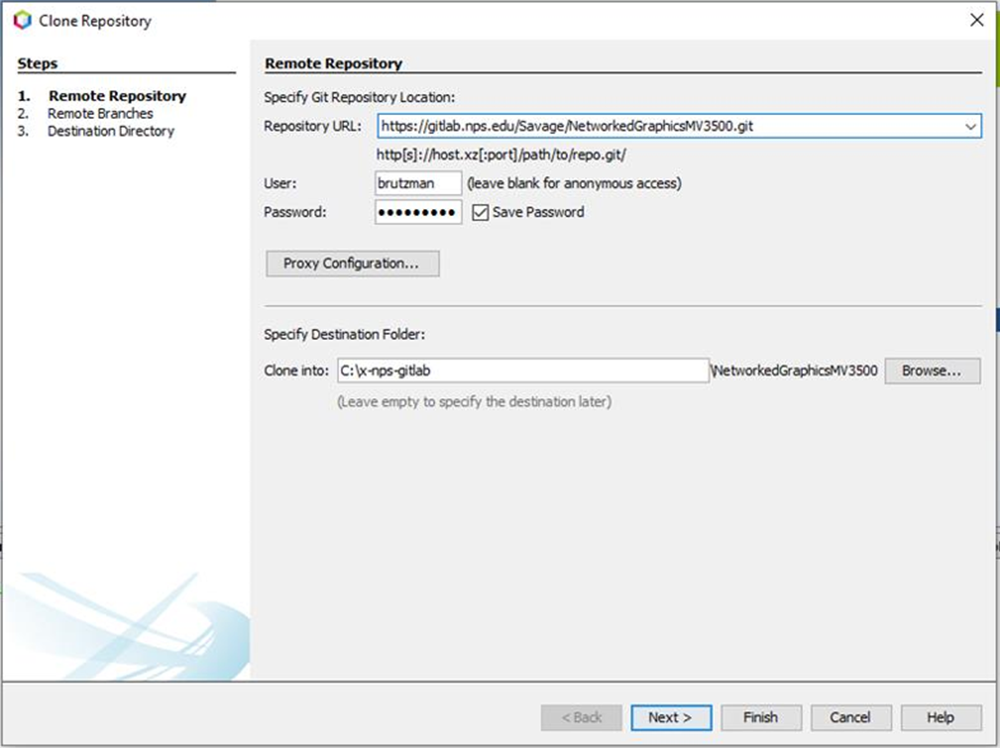 Clone Repository
Steps
1. Remote Repository
2. Remote Branches
3. Destination Directory
Remote Repository
Specify Git Repository Location:
Repository URL: https://gitlab.nps.edu/Savage/NetworkedGraphicsMV3500.git
http[s]://host.xz[:port]/path/to/repo.git/
User: brutzman (leave blank for anonymous access)
Password: ●●●●●●●●● Save Password
Proxy Configuration...
Specify Destination Folder:
Clone into: C:\x-nps-gitlab \NetworkedGraphicsMV3500 Browse...
(Leave empty to specify the destination later)
< Back Next > Finish Cancel Help